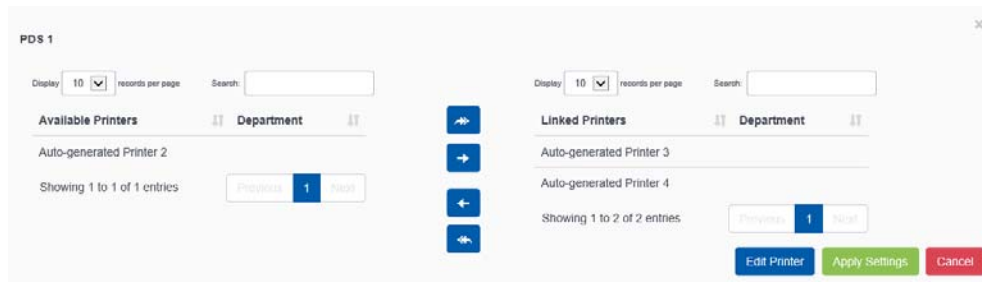 PDS 1
Display 10 records per page Search:
Available Printers Department
Auto-generated Printer 2
Showing 1 to 1 of 1 entries
Previous 1 Next
Display 10 records per page Search:
Linked Printers Department
Auto-generated Printer 3
Auto-generated Printer 4
Showing 1 to 2 of 2 entries
Previous 1 Next
Edit Printer Apply Settings Cancel